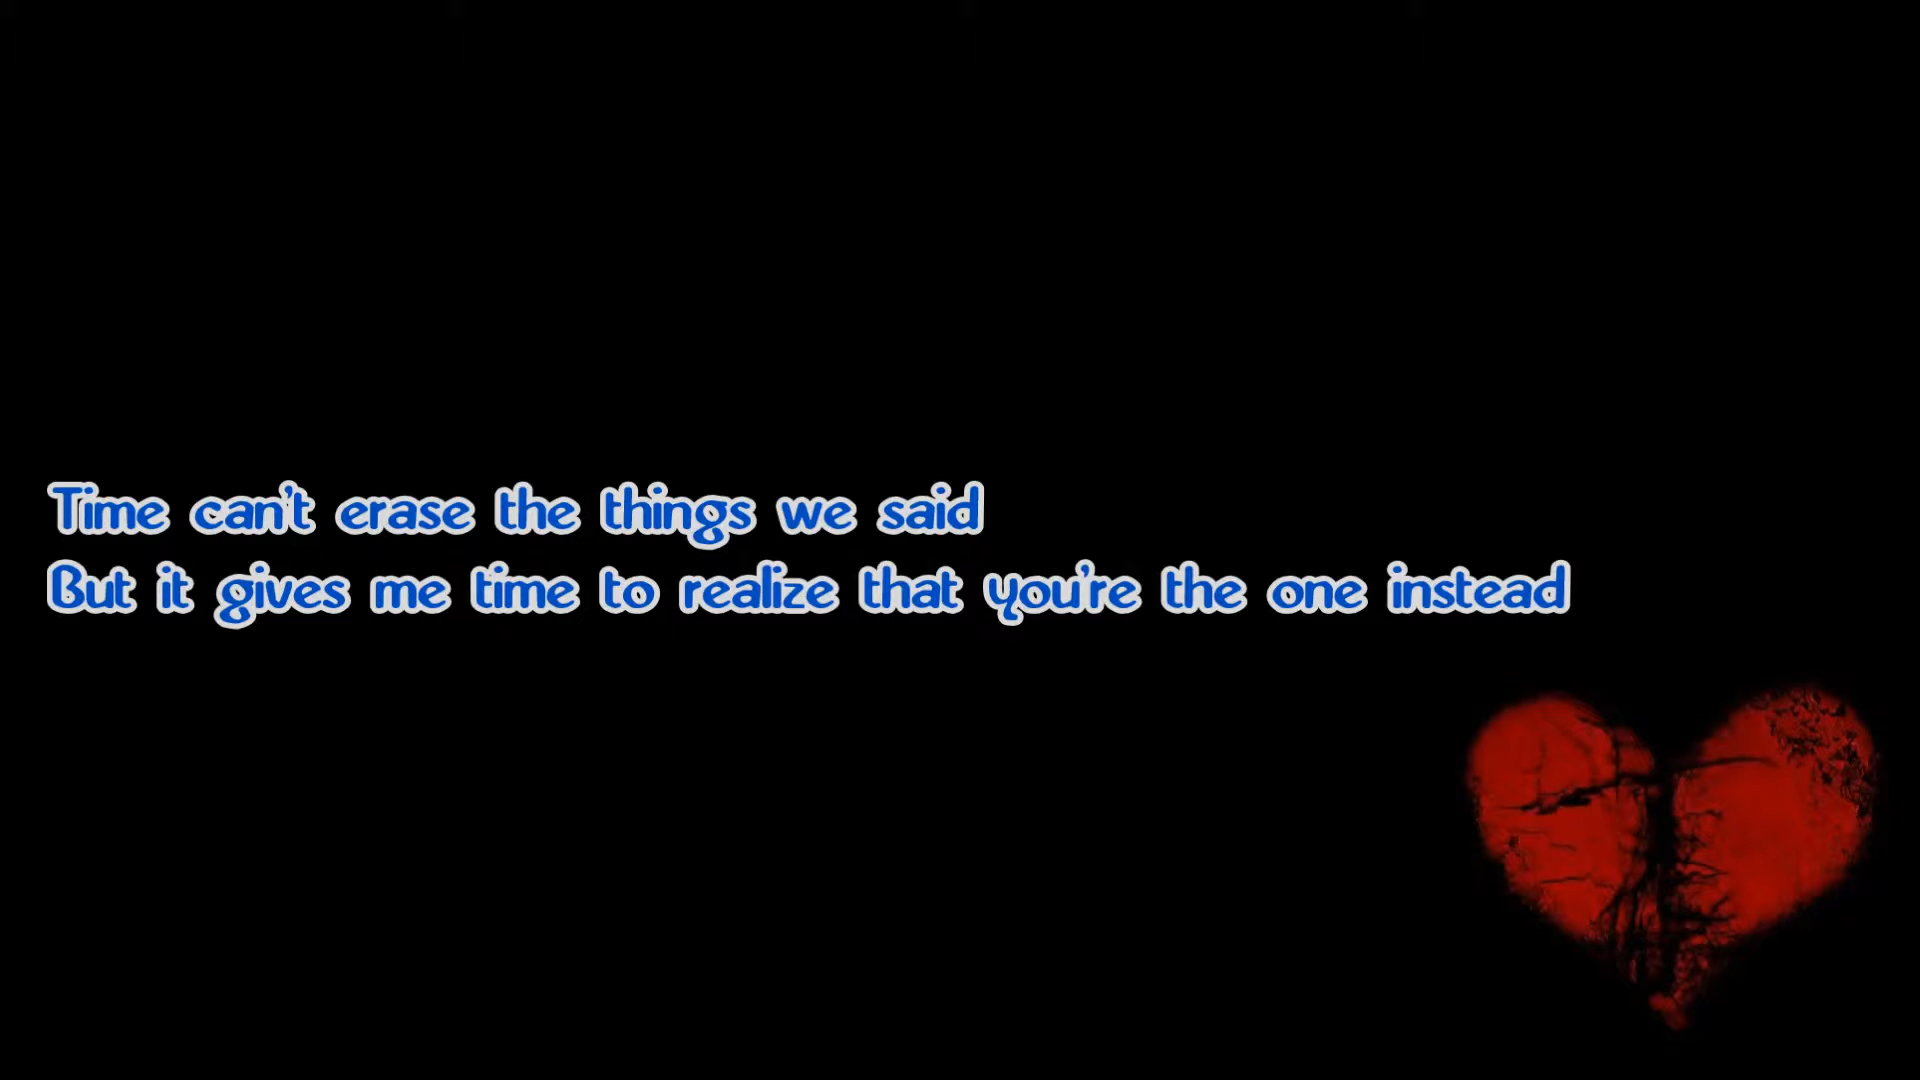 Time can't erase the things we said
But it gives me time to realize that you're the one instead